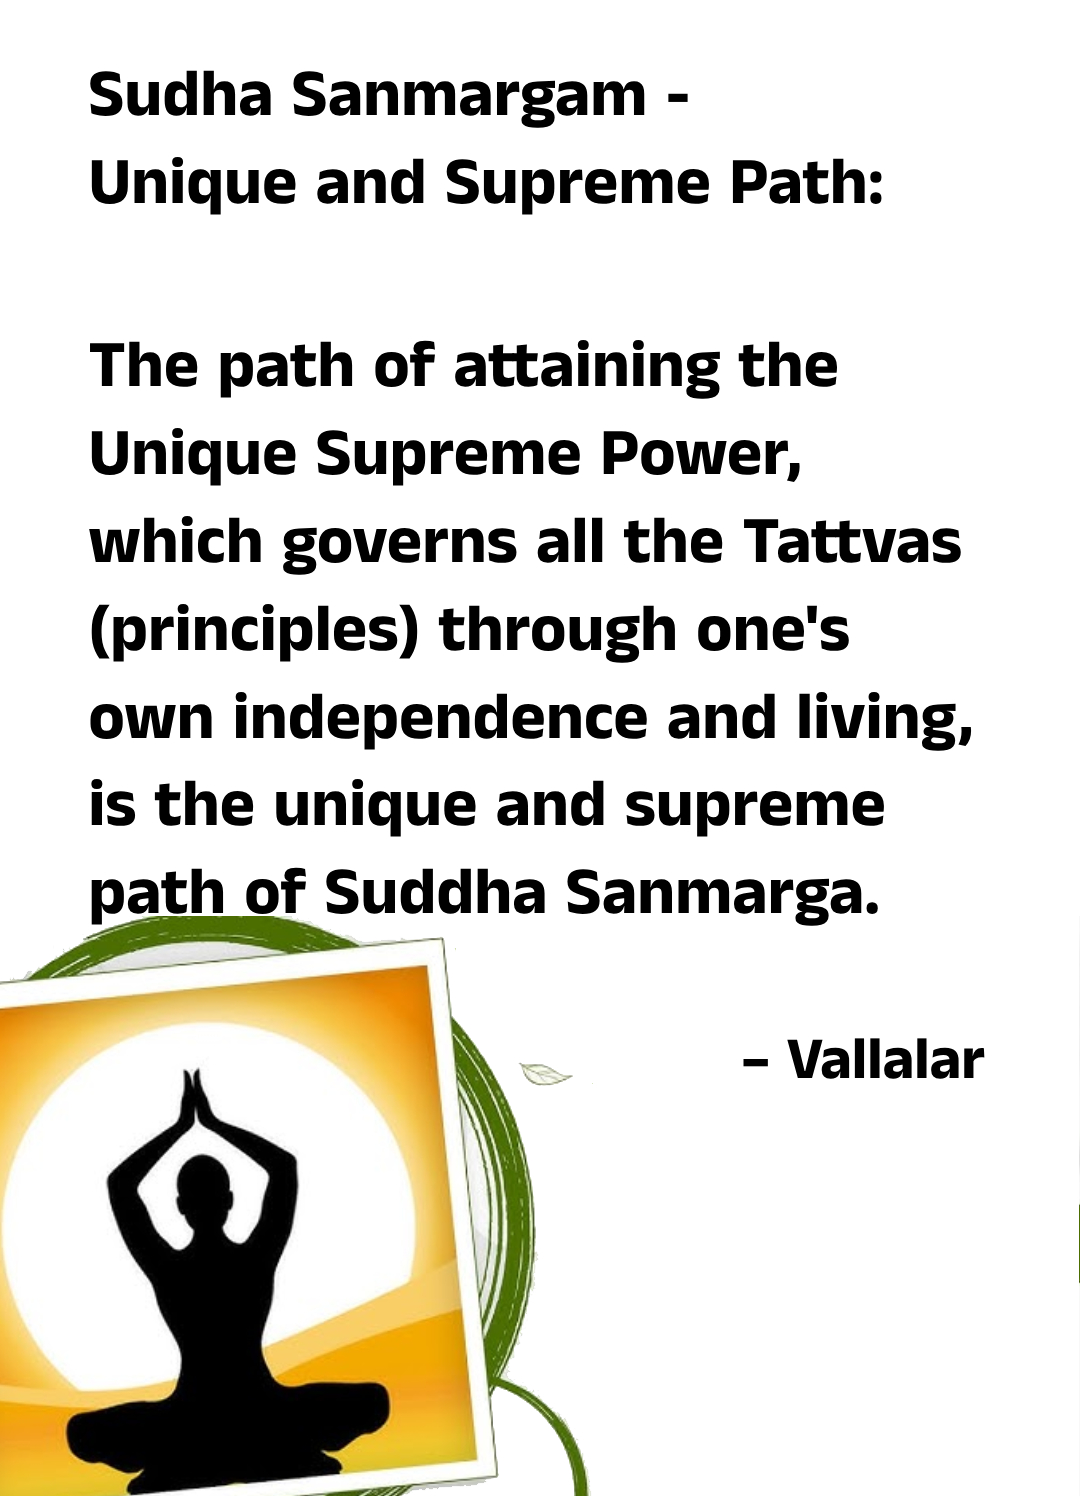 Sudha Sanmargam -
Unique and Supreme Path:
The path of attaining the
Unique Supreme Power,
which governs all the Tattvas
(principles) through one's
own independence and living,
is the unique and supreme
path of Suddha Sanmarga.
– Vallalar